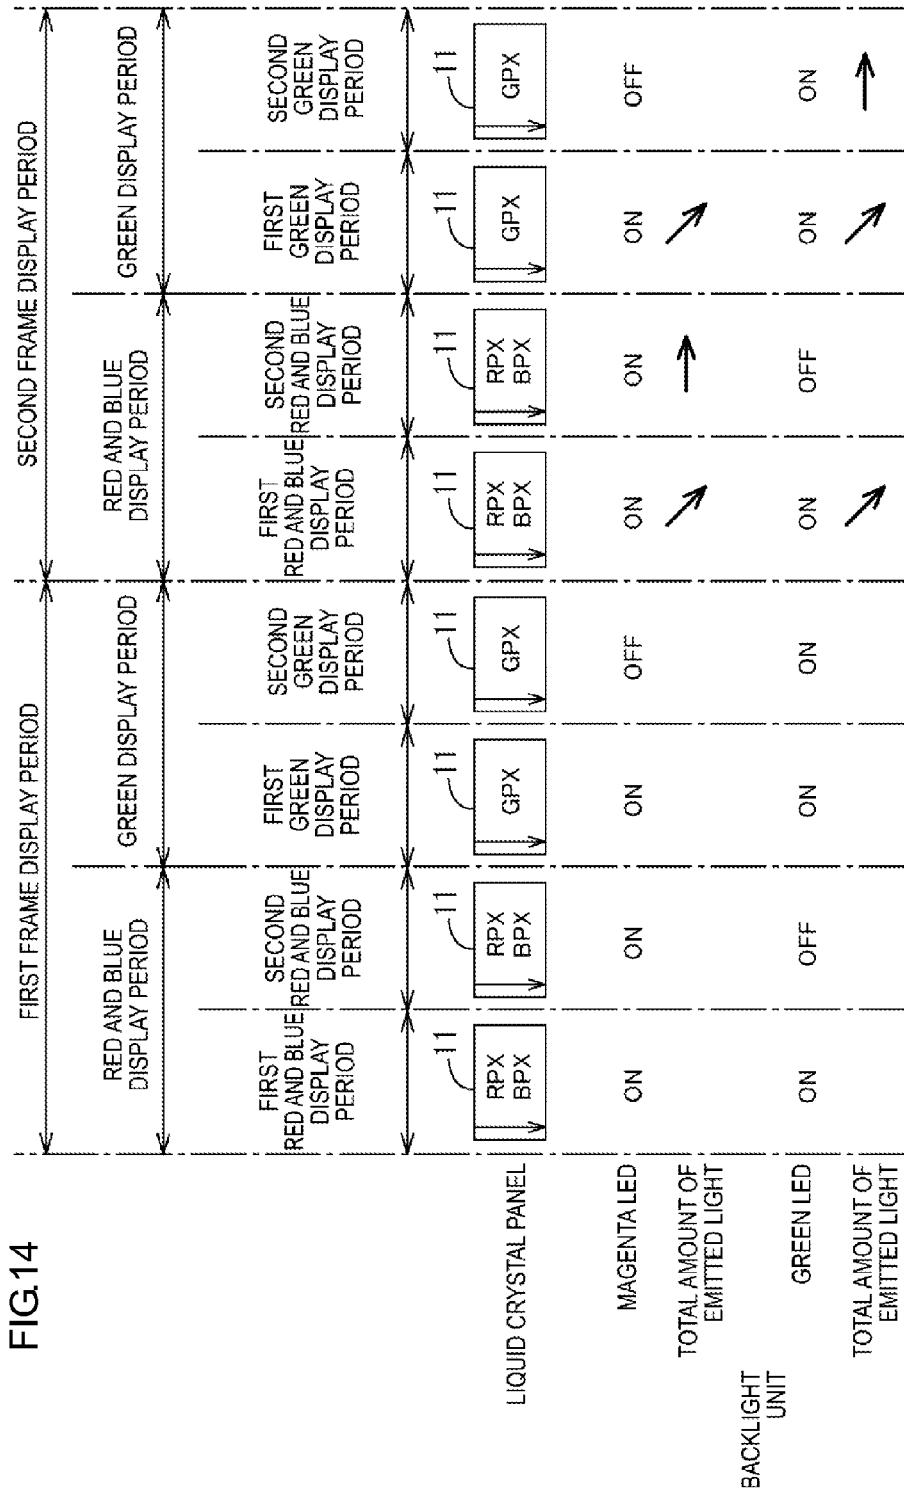 FIG.14
FIRST FRAME DISPLAY PERIOD
SECOND FRAME DISPLAY PERIOD
RED AND BLUE
DISPLAY PERIOD
GREEN DISPLAY PERIOD
RED AND BLUE
DISPLAY PERIOD
GREEN DISPLAY PERIOD
FIRST
RED AND BLUE
DISPLAY
PERIOD
SECOND
RED AND BLUE
DISPLAY
PERIOD
FIRST
GREEN
DISPLAY
PERIOD
SECOND
GREEN
DISPLAY
PERIOD
FIRST
RED AND BLUE
DISPLAY
PERIOD
SECOND
RED AND BLUE
DISPLAY
PERIOD
FIRST
GREEN
DISPLAY
PERIOD
SECOND
GREEN
DISPLAY
PERIOD
11 11 11 11 11 11 11 11
LIQUID CRYSTAL PANEL
RPX
BPX
RPX
BPX
GPX
GPX
RPX
BPX
RPX
BPX
GPX
GPX
MAGENTA LED ON ON ON OFF ON ON ON OFF
TOTAL AMOUNT OF
EMITTED LIGHT
BACKLIGHT
UNIT
GREEN LED ON OFF ON ON ON OFF ON ON
TOTAL AMOUNT OF
EMITTED LIGHT